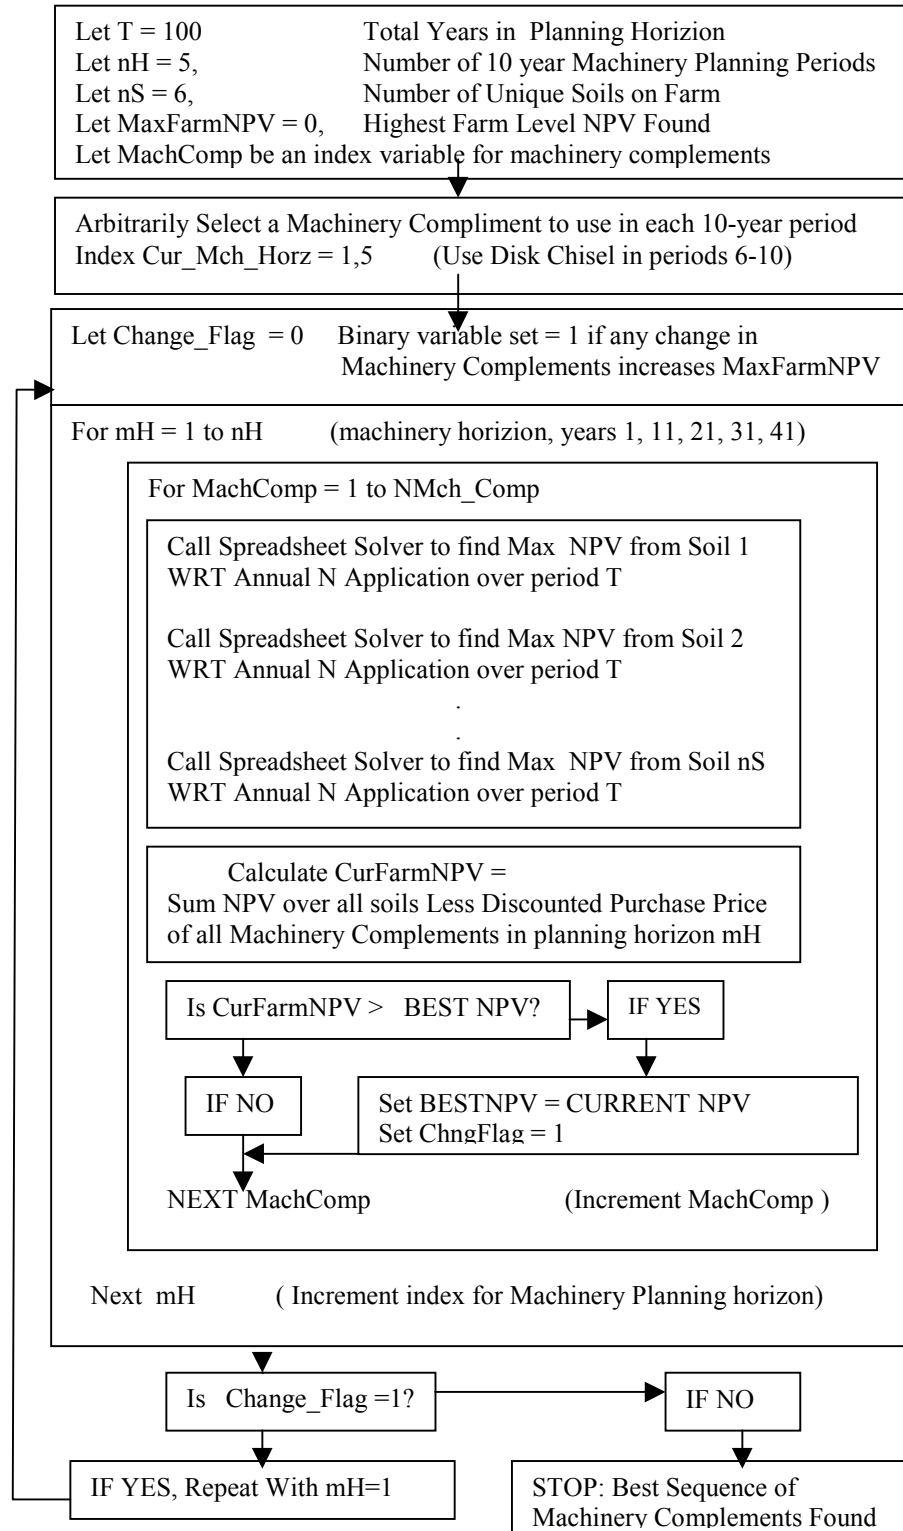 Let T = 100 Total Years in Planning Horizion
Let nH = 5, Number of 10 year Machinery Planning Periods
Let nS = 6, Number of Unique Soils on Farm
Let MaxFarmNPV = 0, Highest Farm Level NPV Found
Let MachComp be an index variable for machinery complements
Arbitrarily Select a Machinery Compliment to use in each 10-year period
Index Cur_Mch_Horz = 1,5 (Use Disk Chisel in periods 6-10)
Let Change_Flag = 0 Binary variable set = 1 if any change in
Machinery Complements increases MaxFarmNPV
For mH = 1 to nH (machinery horizion, years 1, 11, 21, 31, 41)
For MachComp = 1 to NMch_Comp
Call Spreadsheet Solver to find Max NPV from Soil 1
WRT Annual N Application over period T
Call Spreadsheet Solver to find Max NPV from Soil 2
WRT Annual N Application over period T
.
.
Call Spreadsheet Solver to find Max NPV from Soil nS
WRT Annual N Application over period T
Calculate CurFarmNPV =
Sum NPV over all soils Less Discounted Purchase Price
of all Machinery Complements in planning horizon mH
Is CurFarmNPV > BEST NPV?
IF YES
IF NO
Set BESTNPV = CURRENT NPV
Set ChngFlag = 1
NEXT MachComp (Increment MachComp )
Next mH ( Increment index for Machinery Planning horizon)
Is Change_Flag =1?
IF NO
IF YES, Repeat With mH=1
STOP: Best Sequence of
Machinery Complements Found